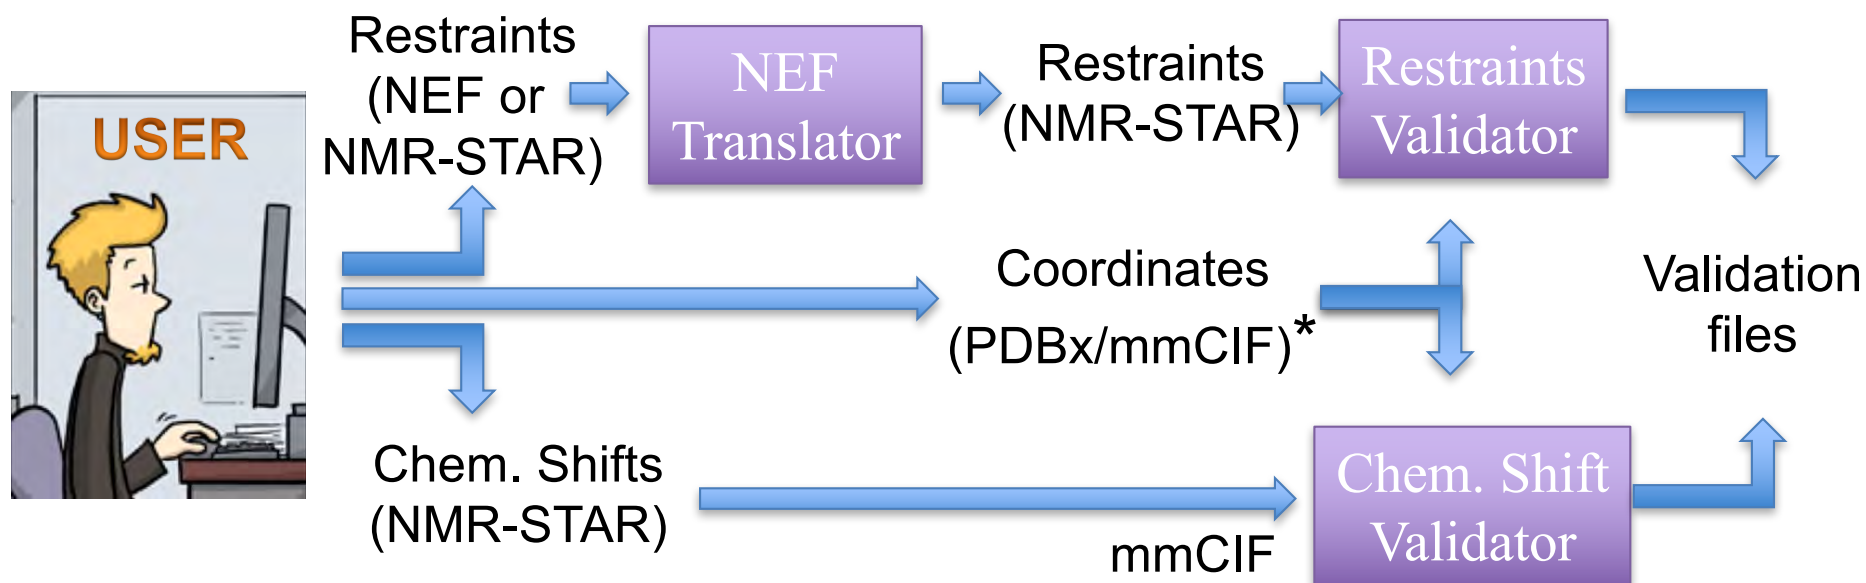 USER
Restraints
(NEF or
NMR-STAR)
NEF
Translator
Restraints
(NMR-STAR)
Restraints
Validator
Coordinates
(PDBx/mmCIF)*
Validation
files
Chem. Shifts
(NMR-STAR)
mmCIF
Chem. Shift
Validator